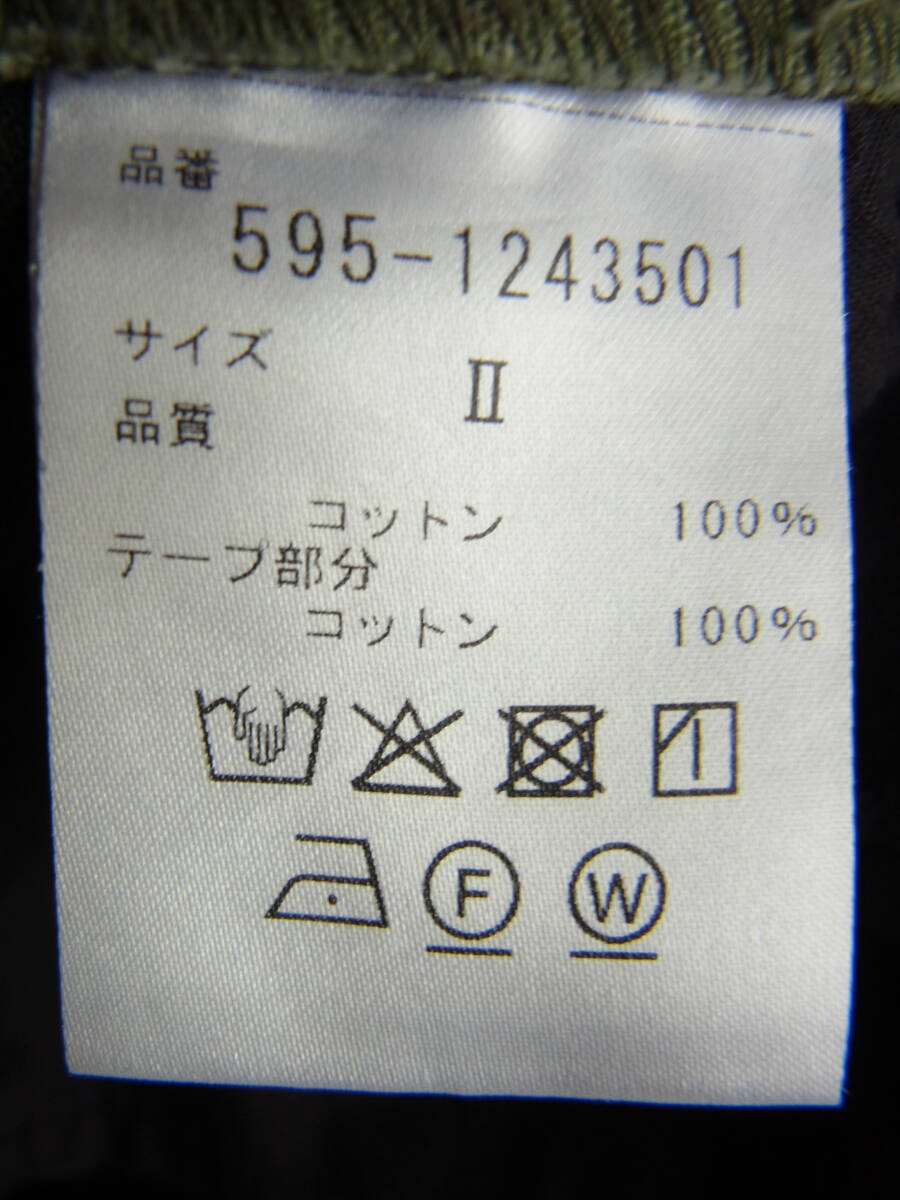 品番
595-1243501
サイズ Ⅱ
品質
コットン 100%
テープ部分
コットン 100%
F W